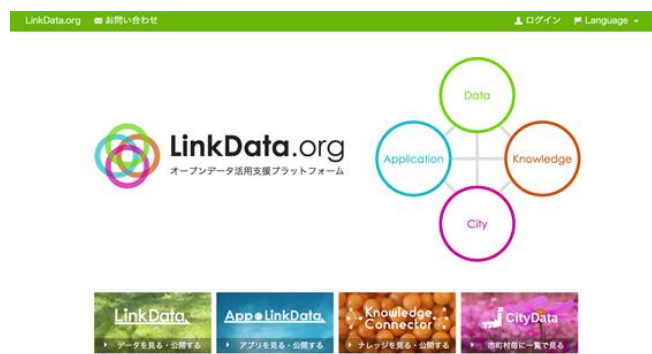 LinkData.org お問い合わせ ログイン Language
Data
LinkData.org
オープンデータ活用支援プラットフォーム
Application
Knowledge
City
LinkData.
データを見る・公開する
App LinkData.
アプリを見る・公開する
Knowledge
Connector
ナレッジを見る・公開する
CityData
市町村毎に一覧で見る